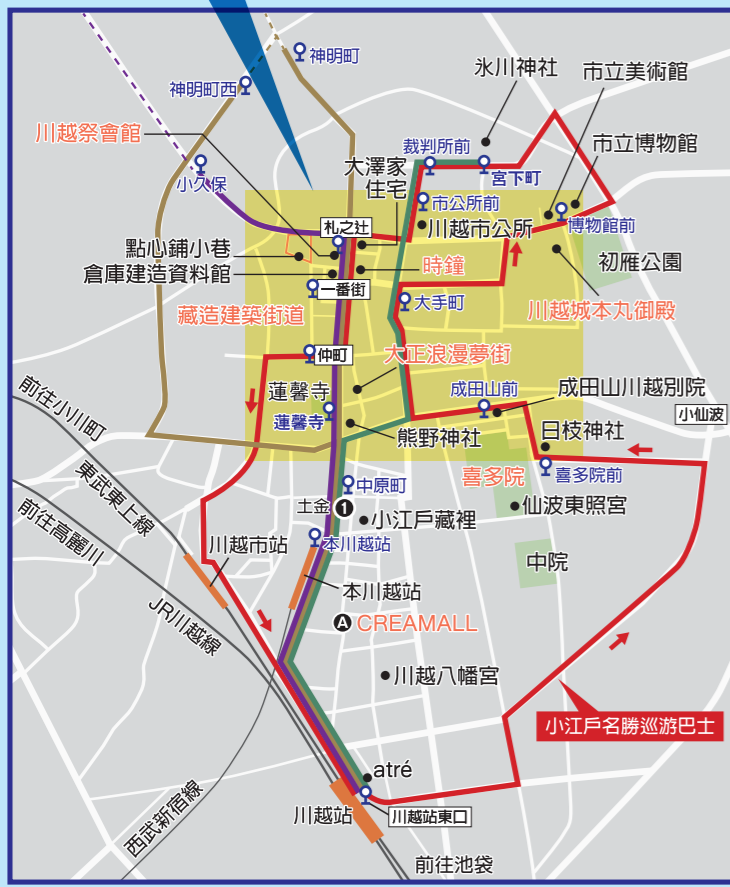 神明町
神明町西
氷川神社
市立美術館
川越祭會館
裁判所前
市立博物館
大澤家
住宅
宮下町
小久保
市公所前
札之辻
川越市公所
博物館前
點心鋪小巷
初雁公園
倉庫建造資料館
時鐘
一番街
大手町
藏造建築街道
川越城本丸御殿
仲町
大正浪漫夢街
蓮馨寺
成田山前
成田山川越別院
前往小川町
蓮馨寺
小仙波
熊野神社
日枝神社
東武東上線
喜多院
喜多院前
中原町
前往高麗川
土金
1
小江戶藏裡
仙波東照宮
川越市站
本川越站
中院
本川越站
JR川越線
A
CREAMALL
川越八幡宮
小江戶名勝巡游巴士
atré
西武新宿線
川越站
川越站東口
前往池袋